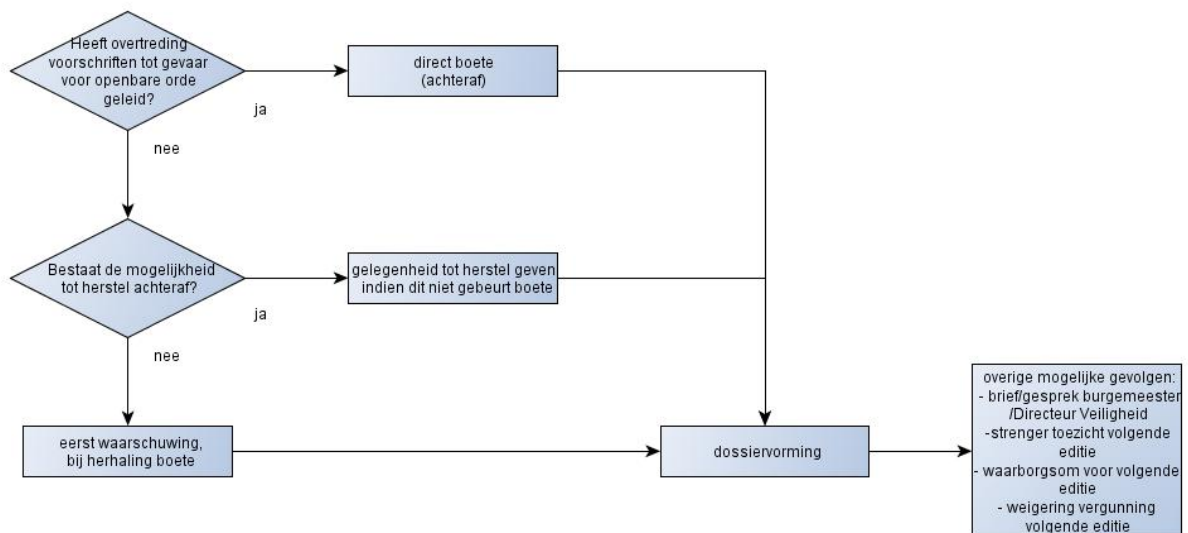 Heeft overtreding
voorschriften tot gevaar
voor openbare orde
geleid?
direct boete
(achteraf)
ja
nee
Bestaat de mogelijkheid
tot herstel achteraf?
gelegenheid tot herstel geven
indien dit niet gebeurt boete
ja
nee
eerst waarschuwing,
bij herhaling boete
dossiervorming
overige mogelijke gevolgen:
- brief/gesprek burgemeester
/Directeur Veiligheid
-strenger toezicht volgende
editie
- waarborgsom voor volgende
editie
- weigering vergunning
volgende editie